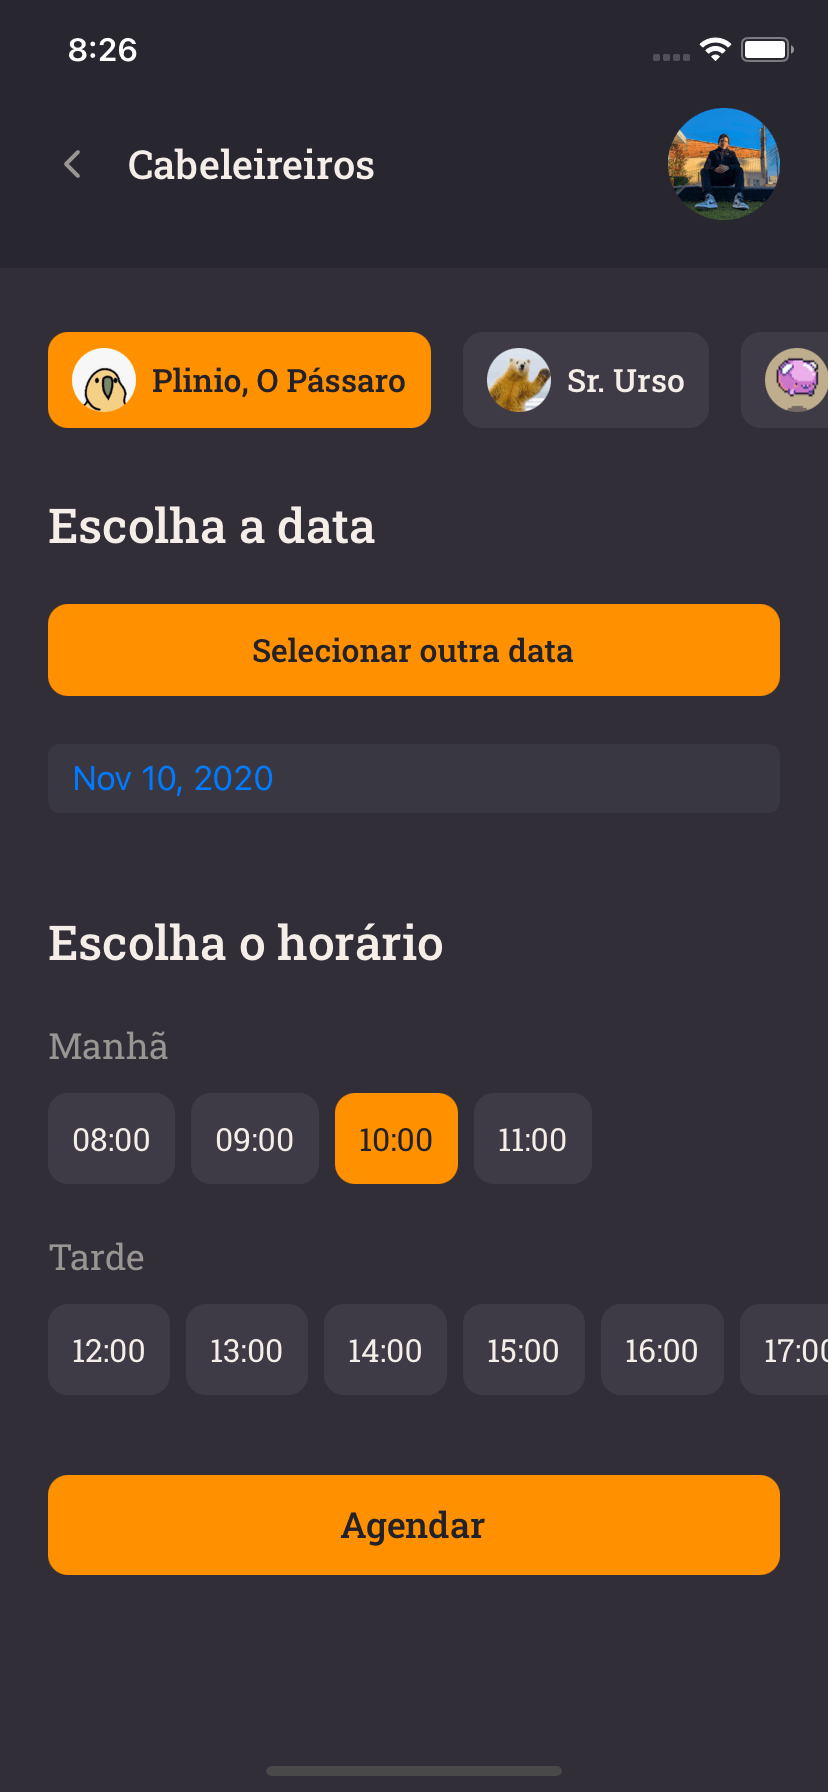 8:26
Cabeleireiros
Plinio, O Pássaro
Sr. Urso
Escolha a data
Selecionar outra data
Nov 10, 2020
Escolha o horário
Manhã
08:00 09:00 10:00 11:00
Tarde
12:00 13:00 14:00 15:00 16:00 17:00
Agendar